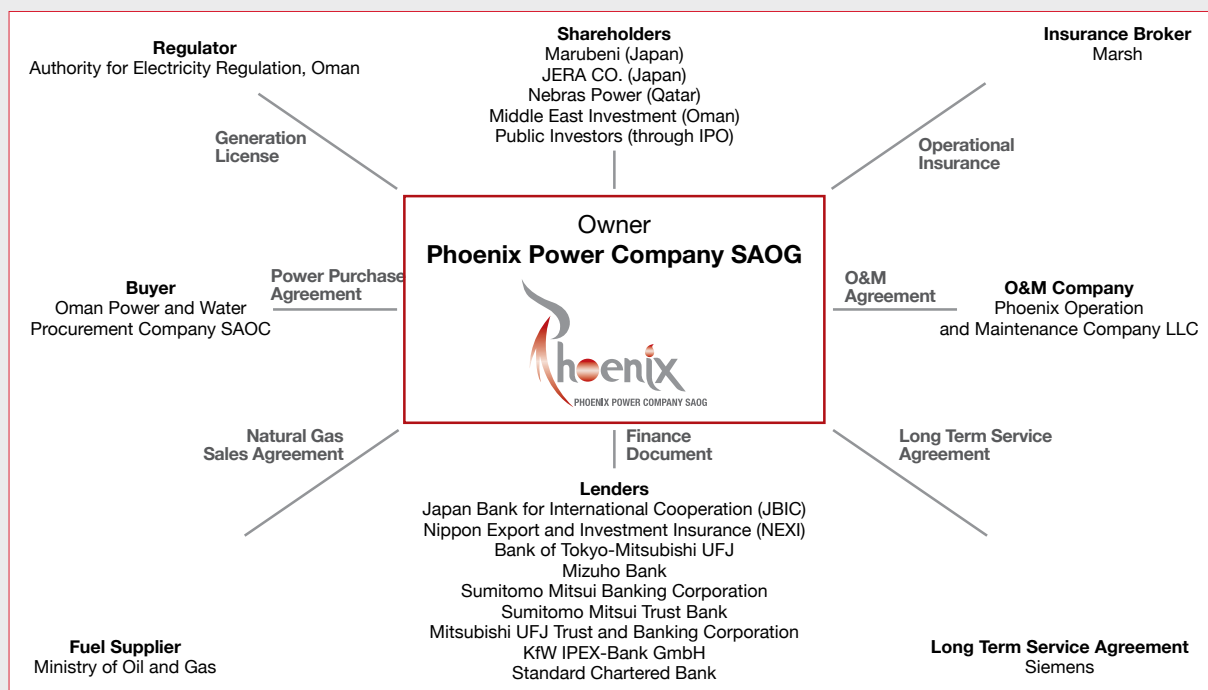 Regulator
Authority for Electricity Regulation, Oman
Shareholders
Marubeni (Japan)
JERA CO. (Japan)
Nebras Power (Qatar)
Middle East Investment (Oman)
Public Investors (through IPO)
Insurance Broker
Marsh
Generation
License
Operational
Insurance
Owner
Phoenix Power Company SAOG
Phoenix
PHOENIX POWER COMPANY SAOG
Buyer
Oman Power and Water
Procurement Company SAOC
Power Purchase
Agreement
O&M
Agreement
O&M Company
Phoenix Operation
and Maintenance Company LLC
Natural Gas
Sales Agreement
Finance
Document
Long Term Service
Agreement
Lenders
Japan Bank for International Cooperation (JBIC)
Nippon Export and Investment Insurance (NEXI)
Bank of Tokyo-Mitsubishi UFJ
Mizuho Bank
Sumitomo Mitsui Banking Corporation
Sumitomo Mitsui Trust Bank
Mitsubishi UFJ Trust and Banking Corporation
KfW IPEX-Bank GmbH
Standard Chartered Bank
Fuel Supplier
Ministry of Oil and Gas
Long Term Service Agreement
Siemens